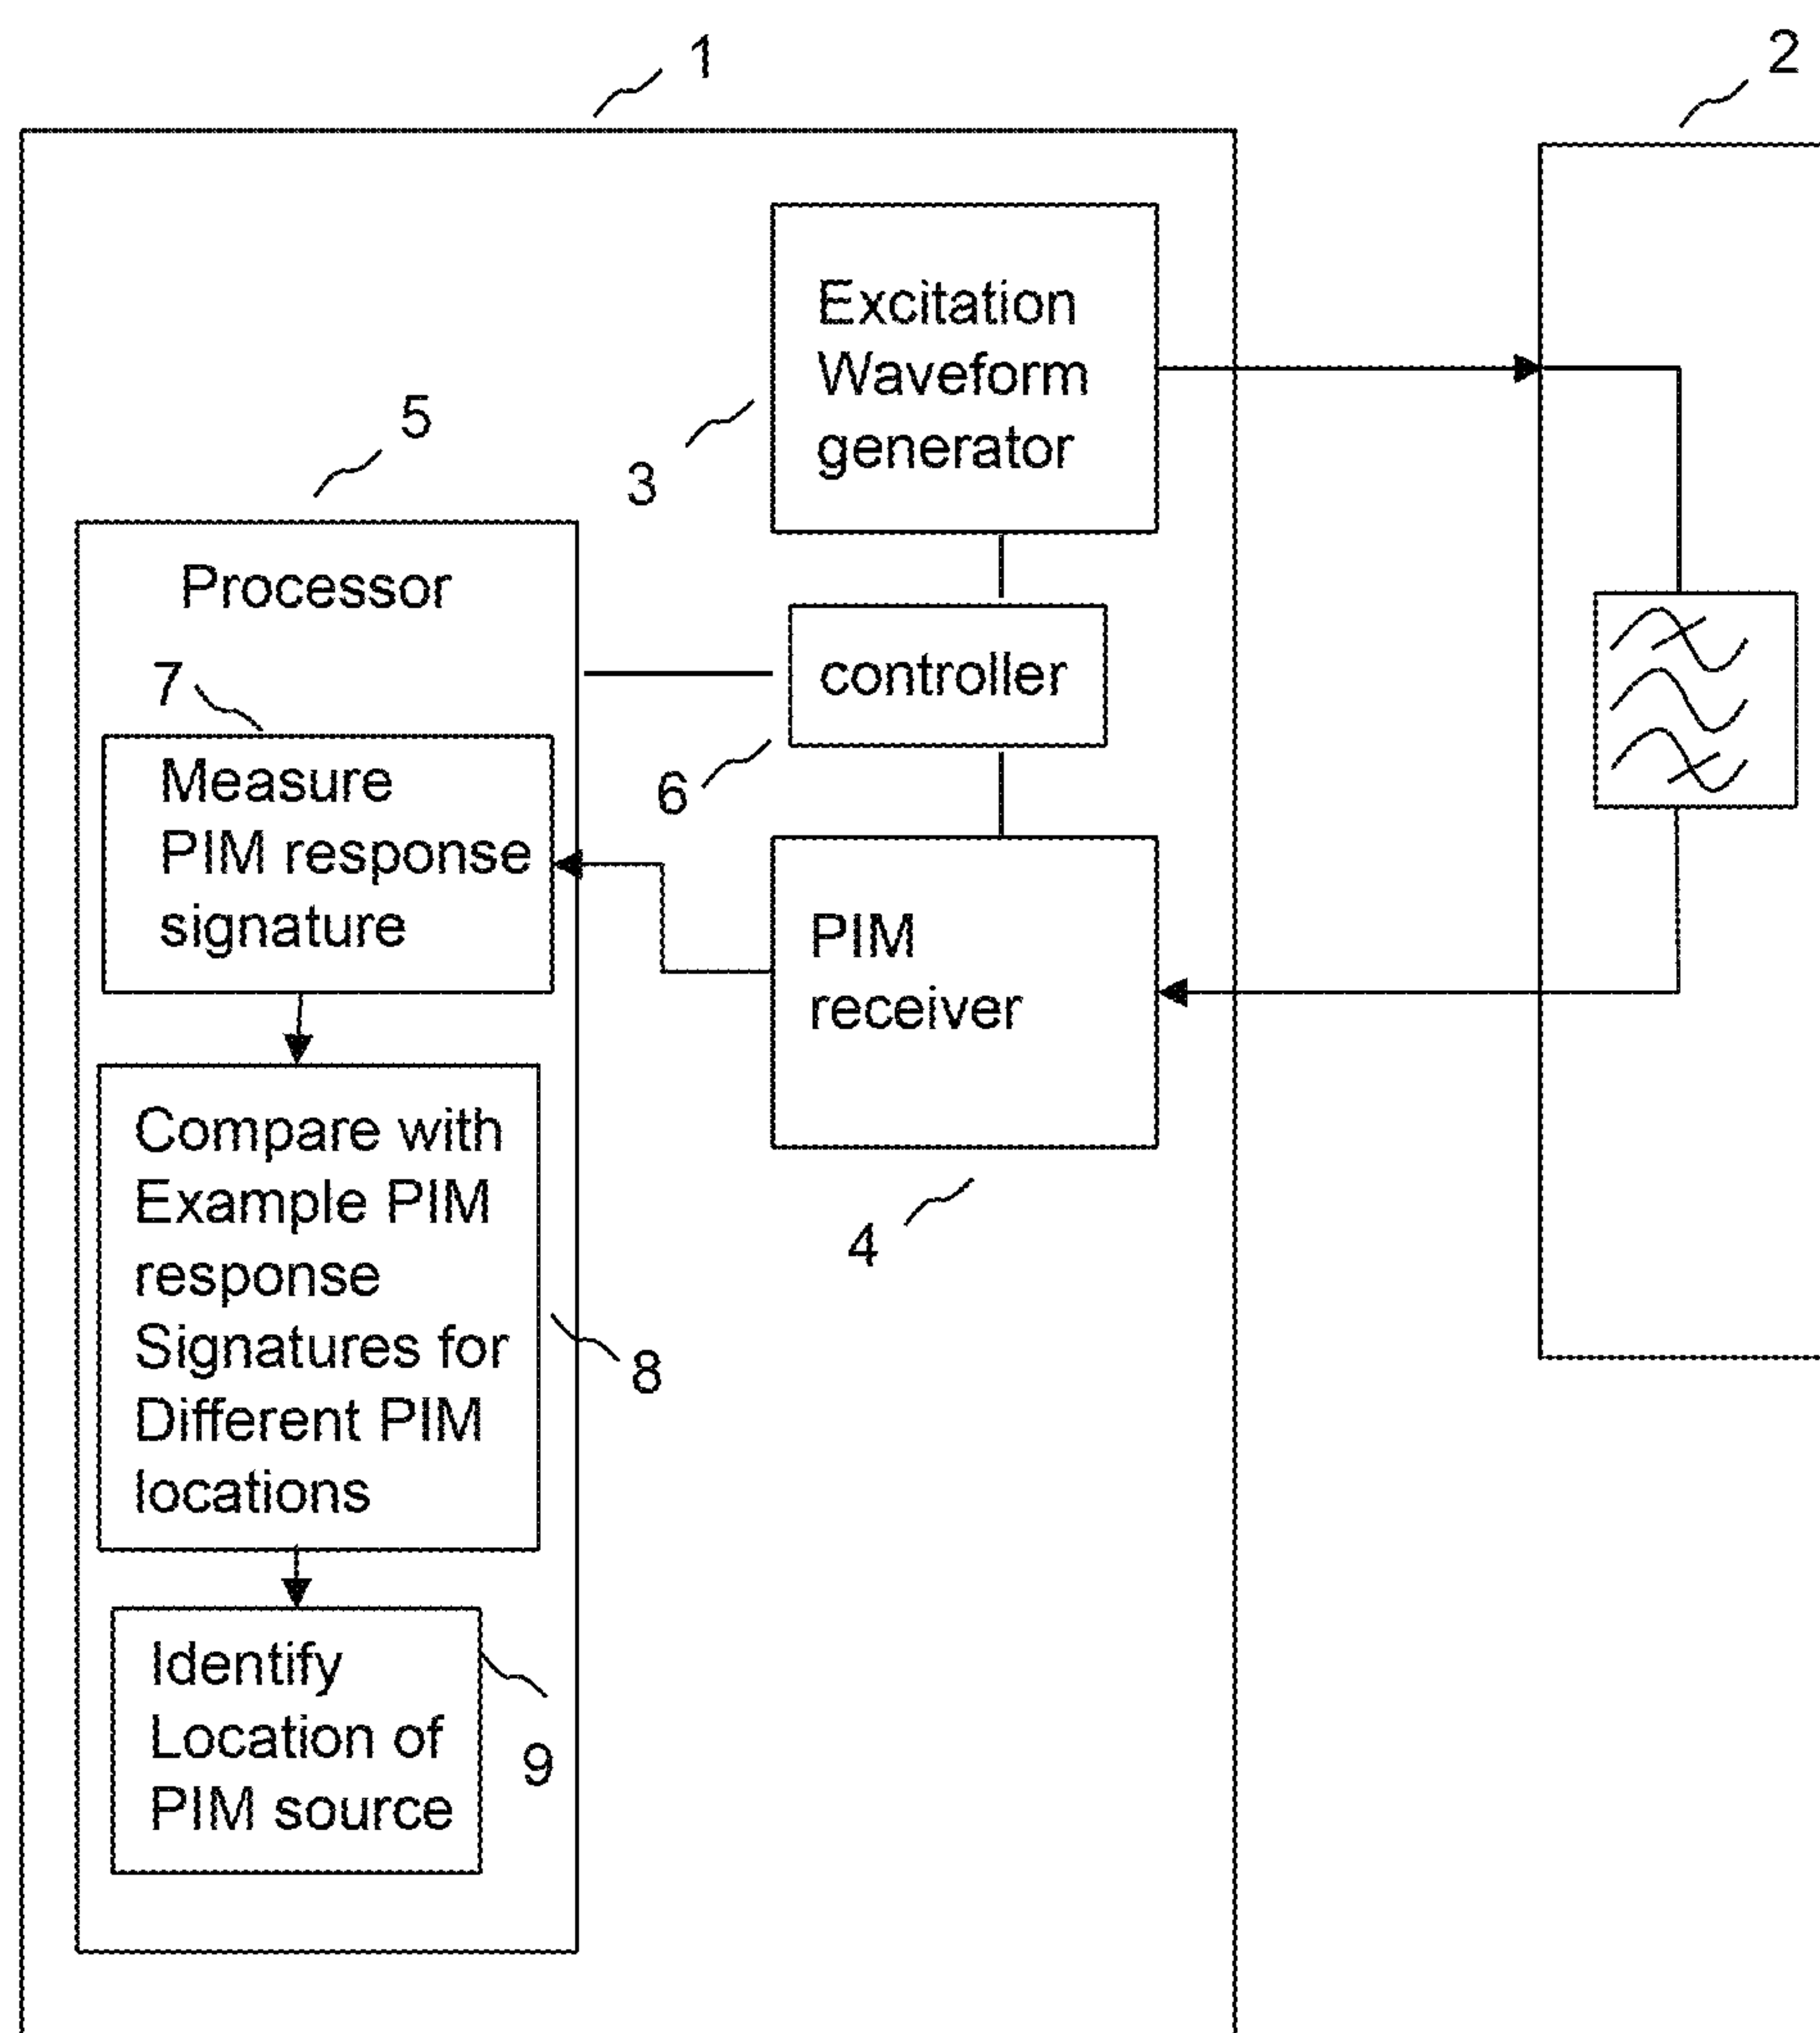 1
2
Excitation
Waveform
generator
3
5
Processor
controller
6
7
Measure
PIM response
signature
PIM
receiver
4
Compare with
Example PIM
response
Signatures for
Different PIM
locations
8
Identify
Location of
PIM source
9